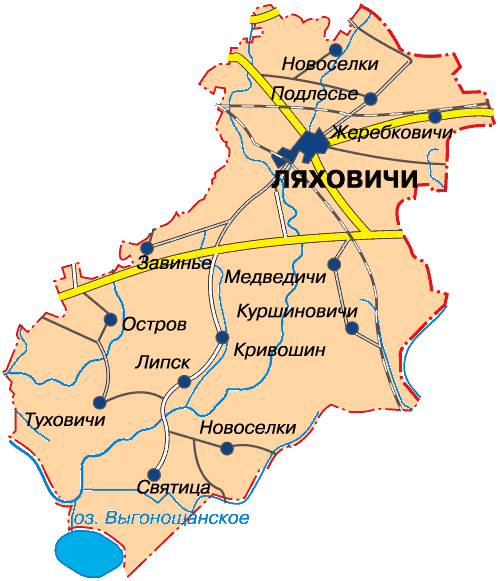 Новоселки
Подлесье
Жеребковичи
ЛЯХОВИЧИ
Завинье
Медведичи
Куршиновичи
Остров
Кривошин
Липск
Туховичи
Новоселки
Святица
оз. Выгонощанское